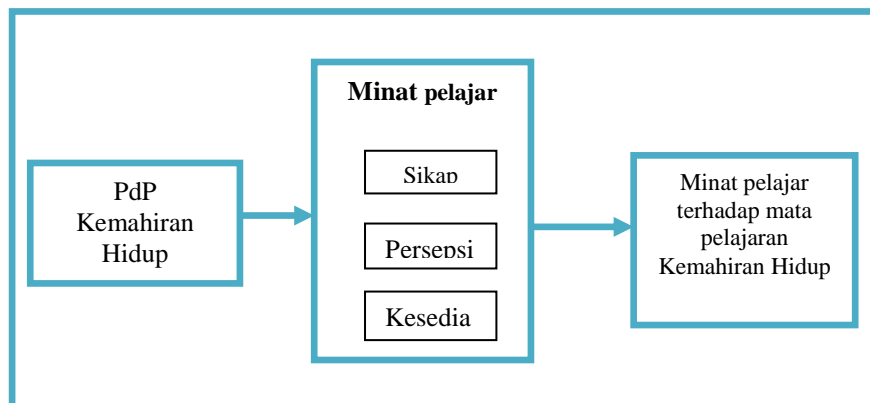 PdP
Kemahiran
Hidup
Minat pelajar
Sikap
Persepsi
Kesedia
Minat pelajar
terhadap mata
pelajaran
Kemahiran Hidup